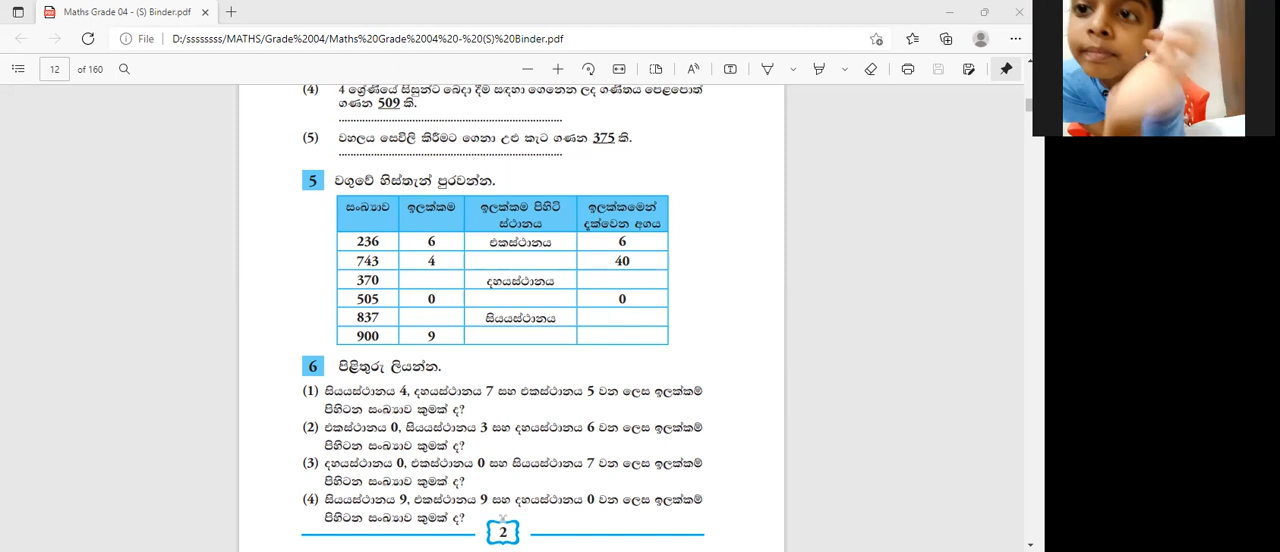 Maths Grade 04 - (S) Binder.pdf
File D:/ssssssss/MATHS/Grade%2004/Maths%20Grade%2004%20-%20(S)%20Binder.pdf
12 of 160
(4) 4 ශ්‍රේණියේ සිසුන්ට බෙදා දීම සඳහා ගෙනෙන ලද ගණිතය පෙළපොත්
ගණන 509 කි.
(5) වහලය සෙවිලි කිරීමට ගෙනා උළු කැට ගණන 375 කි.
5 වගුවේ හිස්තැන් පුරවන්න.
සංඛ්‍යාව ඉලක්කම ඉලක්කම පිහිටි ස්ථානය ඉලක්කමෙන් දැක්වෙන අගය
236 6 එකස්ථානය 6
743 4 40
370 දහයස්ථානය
505 0 0
837 සියයස්ථානය
900 9
6 පිළිතුරු ලියන්න.
(1) සියයස්ථානය 4, දහයස්ථානය 7 සහ එකස්ථානය 5 වන ලෙස ඉලක්කම්
පිහිටන සංඛ්‍යාව කුමක් ද?
(2) එකස්ථානය 0, සියයස්ථානය 3 සහ දහයස්ථානය 6 වන ලෙස ඉලක්කම්
පිහිටන සංඛ්‍යාව කුමක් ද?
(3) දහයස්ථානය 0, එකස්ථානය 0 සහ සියයස්ථානය 7 වන ලෙස ඉලක්කම්
පිහිටන සංඛ්‍යාව කුමක් ද?
(4) සියයස්ථානය 9, එකස්ථානය 9 සහ දහයස්ථානය 0 වන ලෙස ඉලක්කම්
පිහිටන සංඛ්‍යාව කුමක් ද?
2